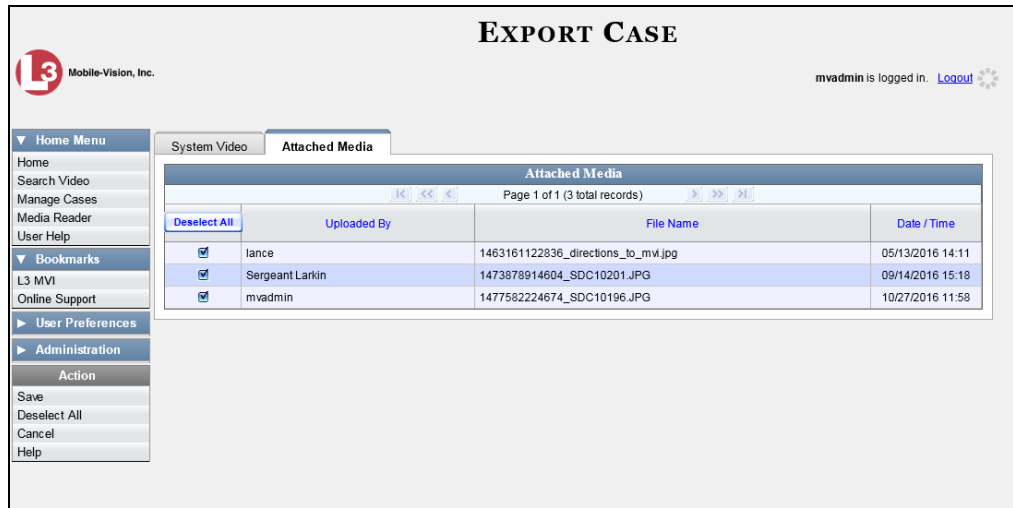 EXPORT CASE
L3 Mobile-Vision, Inc.
mvadmin is logged in. Logout
▼ Home Menu
Home
Search Video
Manage Cases
Media Reader
User Help
▼ Bookmarks
L3 MVI
Online Support
► User Preferences
► Administration
Action
Save
Deselect All
Cancel
Help
System Video Attached Media
Attached Media
|< << < Page 1 of 1 (3 total records) > >> >|
Deselect All Uploaded By File Name Date / Time
lance 1463161122836_directions_to_mvi.jpg 05/13/2016 14:11
Sergeant Larkin 1473878914604_SDC10201.JPG 09/14/2016 15:18
mvadmin 1477582224674_SDC10196.JPG 10/27/2016 11:58